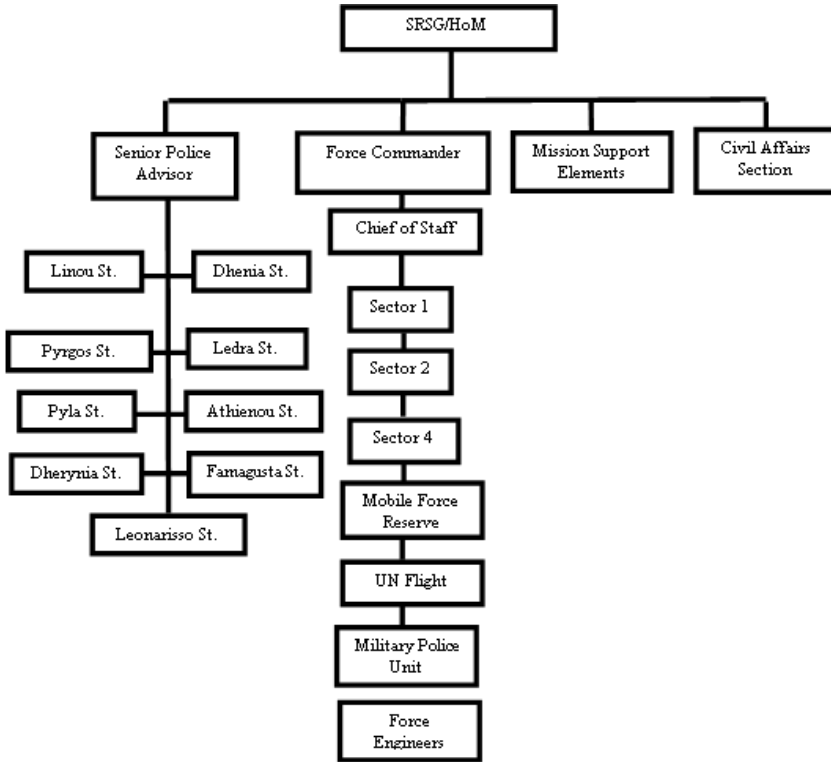 SRSG/HoM
Senior Police
Advisor
Force Commander
Mission Support
Elements
Civil Affairs
Section
Chief of Staff
Linou St.
Dhenia St.
Sector 1
Pyrgos St.
Ledra St.
Sector 2
Pyla St.
Athienou St.
Sector 4
Dherynia St.
Famagusta St.
Mobile Force
Reserve
Leonarisso St.
UN Flight
Military Police
Unit
Force
Engineers